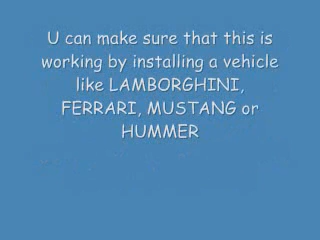 U can make sure that this is
working by installing a vehicle
like LAMBORGHINI,
FERRARI, MUSTANG or
HUMMER